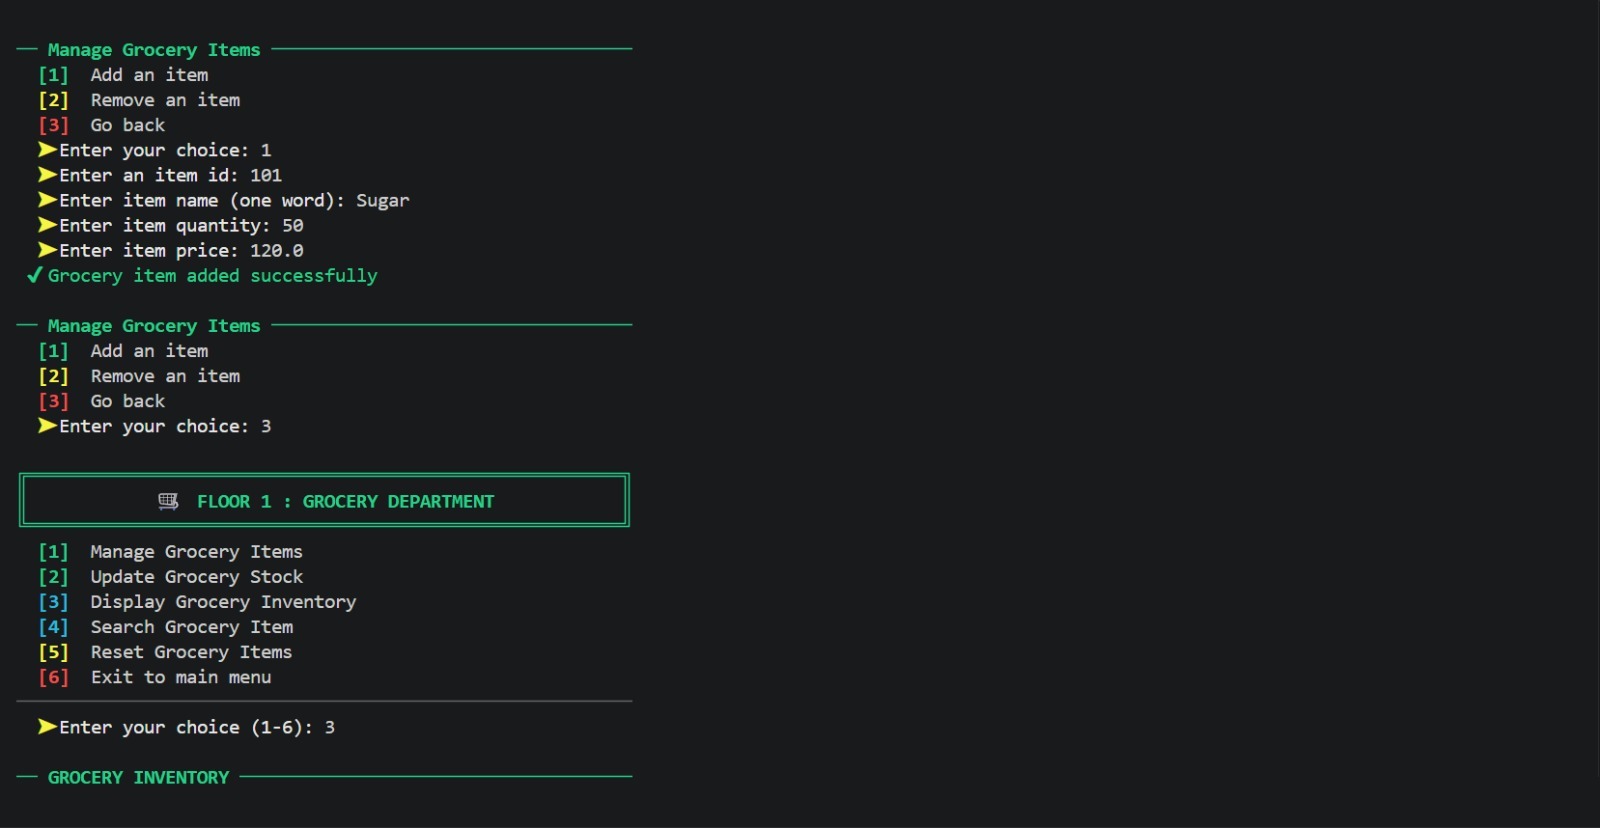 Manage Grocery Items
[1] Add an item
[2] Remove an item
[3] Go back
➤Enter your choice: 1
➤Enter an item id: 101
➤Enter item name (one word): Sugar
➤Enter item quantity: 50
➤Enter item price: 120.0
✔Grocery item added successfully
Manage Grocery Items
[1] Add an item
[2] Remove an item
[3] Go back
➤Enter your choice: 3
FLOOR 1 : GROCERY DEPARTMENT
[1] Manage Grocery Items
[2] Update Grocery Stock
[3] Display Grocery Inventory
[4] Search Grocery Item
[5] Reset Grocery Items
[6] Exit to main menu
➤Enter your choice (1-6): 3
GROCERY INVENTORY